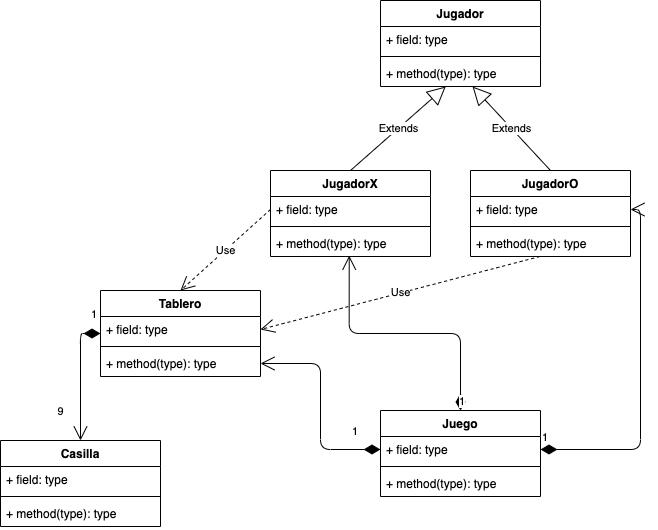 Jugador
+ field: type
+ method(type): type
Extends
Extends
JugadorX
+ field: type
+ method(type): type
JugadorO
+ field: type
+ method(type): type
Use
Use
Tablero
+ field: type
+ method(type): type
1
9
1
1
1
Juego
+ field: type
+ method(type): type
Casilla
+ field: type
+ method(type): type